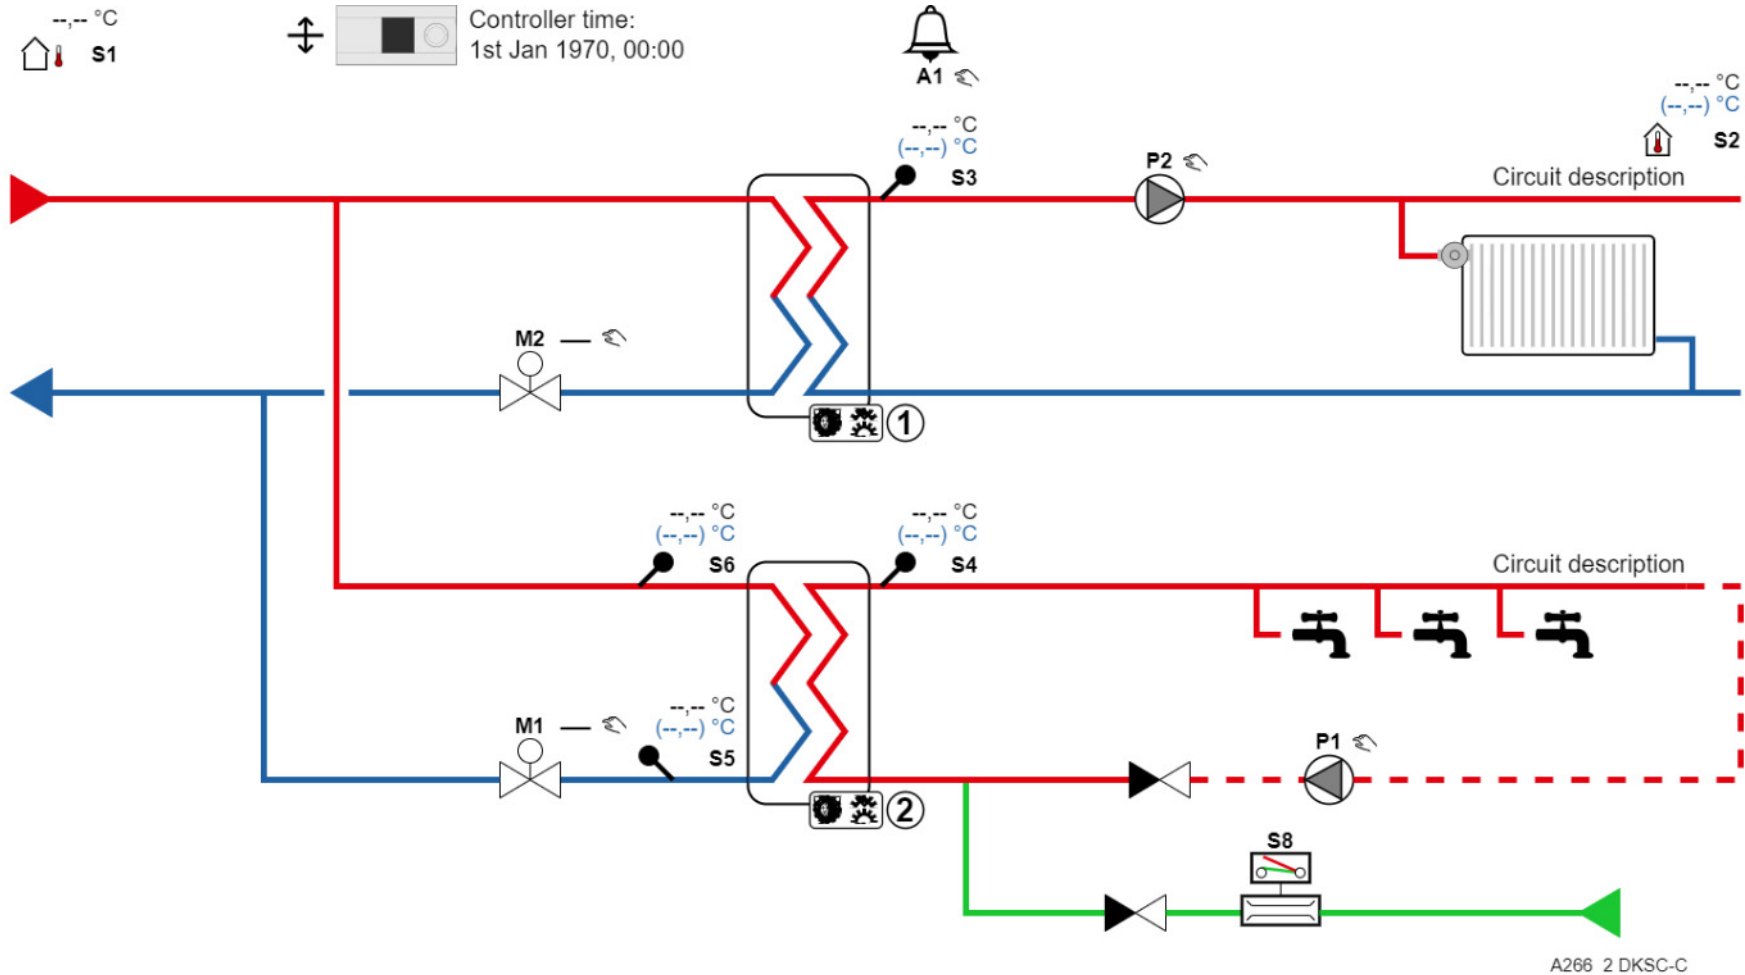 --,-- °C
S1
Controller time:
1st Jan 1970, 00:00
A1
--,-- °C
(--,--) °C
S2
--,-- °C
(--,--) °C
S3
P2
Circuit description
M2
1
--,-- °C
(--,--) °C
S6
--,-- °C
(--,--) °C
S4
Circuit description
M1
--,-- °C
(--,--) °C
S5
P1
2
S8
A266 2 DKSC-C